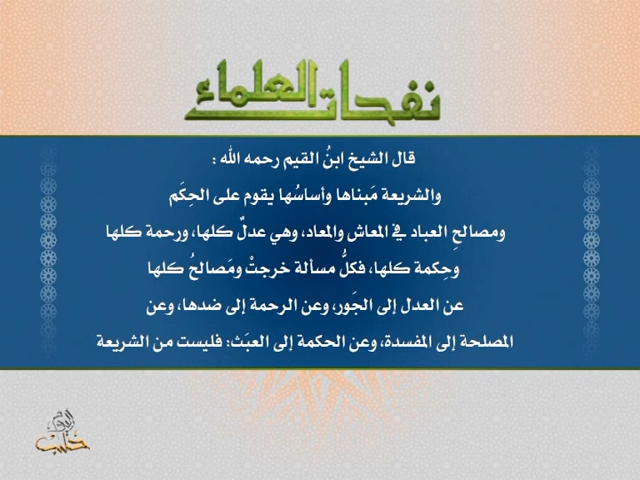 نفحات العلماء
قال الشيخ ابنُ القيم رحمه الله :
والشريعة مَبناها وأساسُها يقوم على الحِكَم
ومصالحِ العباد في المعاش والمعاد، وهي عدلٌ كلها، ورحمة كلها
وحِكمة كلها، فكلُّ مسألة خرجتْ ومَصالحُ كلها
عن العدل إلى الجَور، وعن الرحمة إلى ضدها، وعن
المصلحة إلى المفسدة، وعن الحكمة إلى العبَث: فليست من الشريعة
حلب
اليوم